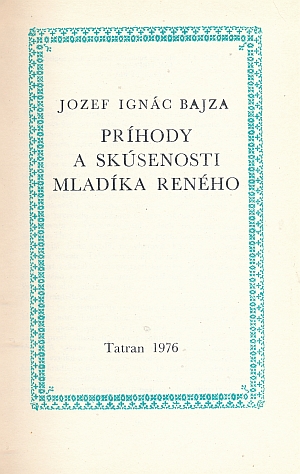 JOZEF IGNÁC BAJZA
PRÍHODY
A SKÚSENOSTI
MLADÍKA RENÉHO
Tatran 1976